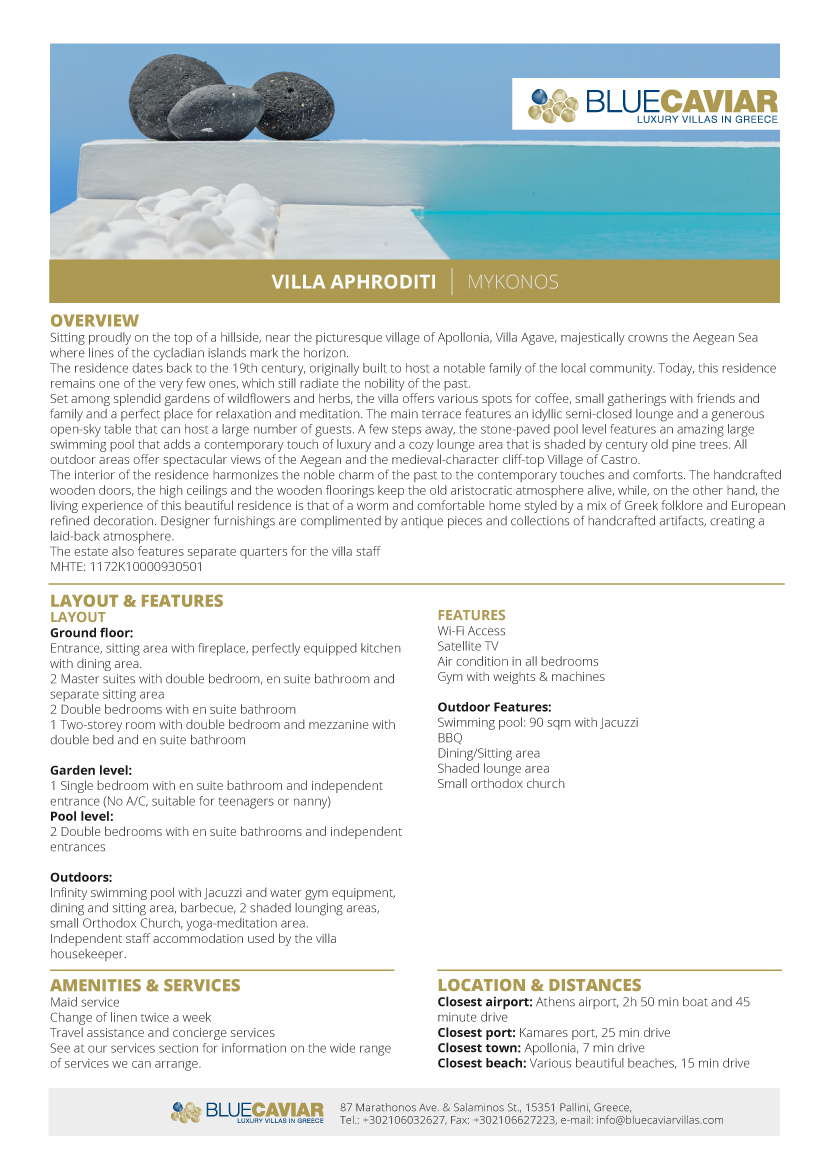 BLUECAVIAR
LUXURY VILLAS IN GREECE
VILLA APHRODITI | MYKONOS
OVERVIEW
Sitting proudly on the top of a hillside, near the picturesque village of Apollonia, Villa Agave, majestically crowns the Aegean Sea
where lines of the cycladian islands mark the horizon.
The residence dates back to the 19th century, originally built to host a notable family of the local community. Today, this residence
remains one of the very few ones, which still radiate the nobility of the past.
Set among splendid gardens of wildflowers and herbs, the villa offers various spots for coffee, small gatherings with friends and
family and a perfect place for relaxation and meditation. The main terrace features an idyllic semi-closed lounge and a generous
open-sky table that can host a large number of guests. A few steps away, the stone-paved pool level features an amazing large
swimming pool that adds a contemporary touch of luxury and a cozy lounge area that is shaded by century old pine trees. All
outdoor areas offer spectacular views of the Aegean and the medieval-character cliff-top Village of Castro.
The interior of the residence harmonizes the noble charm of the past to the contemporary touches and comforts. The handcrafted
wooden doors, the high ceilings and the wooden floorings keep the old aristocratic atmosphere alive, while, on the other hand, the
living experience of this beautiful residence is that of a worm and comfortable home styled by a mix of Greek folklore and European
refined decoration. Designer furnishings are complimented by antique pieces and collections of handcrafted artifacts, creating a
laid-back atmosphere.
The estate also features separate quarters for the villa staff
MHTE: 1172K10000930501
LAYOUT & FEATURES
LAYOUT
Ground floor:
Entrance, sitting area with fireplace, perfectly equipped kitchen
with dining area.
2 Master suites with double bedroom, en suite bathroom and
separate sitting area
2 Double bedrooms with en suite bathroom
1 Two-storey room with double bedroom and mezzanine with
double bed and en suite bathroom
Garden level:
1 Single bedroom with en suite bathroom and independent
entrance (No A/C, suitable for teenagers or nanny)
Pool level:
2 Double bedrooms with en suite bathrooms and independent
entrances
Outdoors:
Infinity swimming pool with Jacuzzi and water gym equipment,
dining and sitting area, barbecue, 2 shaded lounging areas,
small Orthodox Church, yoga-meditation area.
Independent staff accommodation used by the villa
housekeeper.
FEATURES
Wi-Fi Access
Satellite TV
Air condition in all bedrooms
Gym with weights & machines
Outdoor Features:
Swimming pool: 90 sqm with Jacuzzi
BBQ
Dining/Sitting area
Shaded lounge area
Small orthodox church
AMENITIES & SERVICES
Maid service
Change of linen twice a week
Travel assistance and concierge services
See at our services section for information on the wide range
of services we can arrange.
LOCATION & DISTANCES
Closest airport: Athens airport, 2h 50 min boat and 45
minute drive
Closest port: Kamares port, 25 min drive
Closest town: Apollonia, 7 min drive
Closest beach: Various beautiful beaches, 15 min drive
BLUECAVIAR
LUXURY VILLAS IN GREECE
87 Marathonos Ave. & Salaminos St., 15351 Pallini, Greece,
Tel.: +302106032627, Fax: +302106627223, e-mail: info@bluecaviarvillas.com